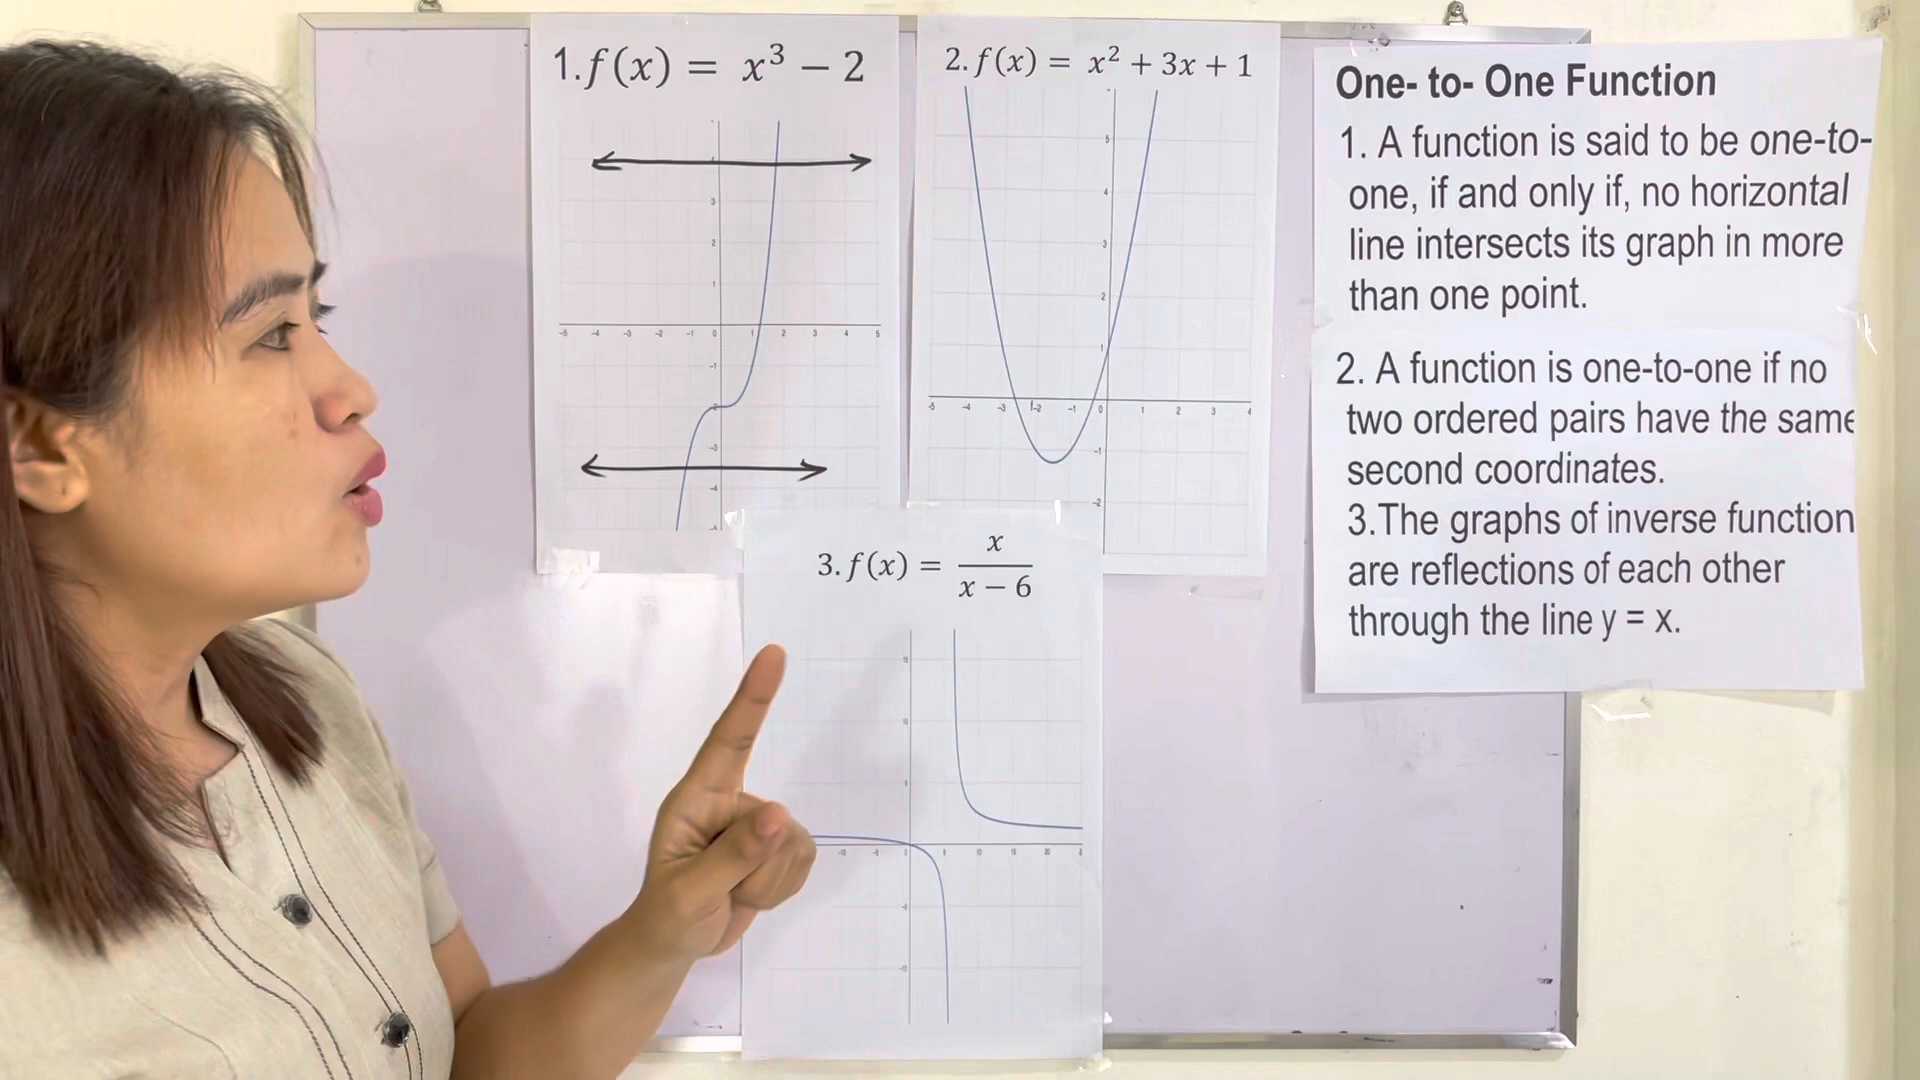 1. f(x) = x³ − 2
2. f(x) = x² + 3x + 1
3. f(x) = x / (x − 6)
One- to- One Function
1. A function is said to be one-to-
one, if and only if, no horizontal
line intersects its graph in more
than one point.
2. A function is one-to-one if no
two ordered pairs have the same
second coordinates.
3.The graphs of inverse function
are reflections of each other
through the line y = x.